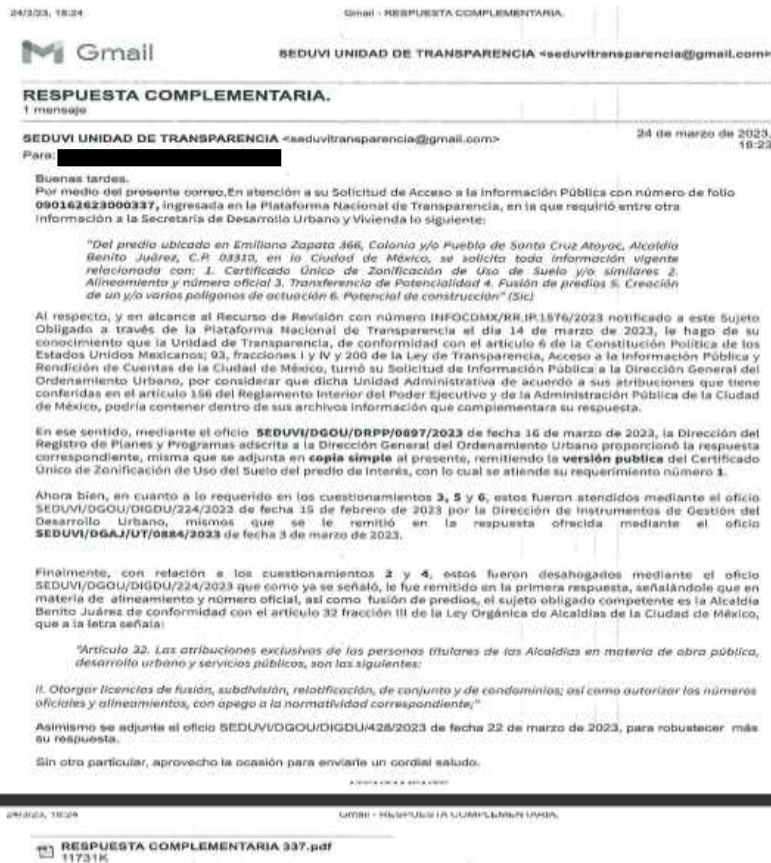 24/3/23, 18:24 Gmail - RESPUESTA COMPLEMENTARIA.
Gmail
SEDUVI UNIDAD DE TRANSPARENCIA <seduvitransparencia@gmail.com>
RESPUESTA COMPLEMENTARIA.
1 mensaje
SEDUVI UNIDAD DE TRANSPARENCIA <seduvitransparencia@gmail.com> 24 de marzo de 2023,
18:23
Para:
Buenas tardes.
Por medio del presente correo,En atención a su Solicitud de Acceso a la Información Pública con número de folio
090162623000337, ingresada en la Plataforma Nacional de Transparencia, en la que requirió entre otra
información a la Secretaría de Desarrollo Urbano y Vivienda lo siguiente:
"Del predio ubicado en Emiliano Zapata 366, Colonia y/o Pueblo de Santa Cruz Atoyac, Alcaldía
Benito Juárez, C.P. 03310, en la Ciudad de México, se solicita toda información vigente
relacionada con: 1. Certificado Único de Zonificación de Uso de Suelo y/o similares 2.
Alineamiento y número oficial 3. Transferencia de Potencialidad 4. Fusión de predios 5. Creación
de un y/o varios polígonos de actuación 6. Potencial de construcción" (Sic)
Al respecto, y en alcance al Recurso de Revisión con número INFOCDMX/RR.IP.1576/2023 notificado a este Sujeto
Obligado a través de la Plataforma Nacional de Transparencia el día 14 de marzo de 2023, le hago de su
conocimiento que la Unidad de Transparencia, de conformidad con el artículo 6 de la Constitución Política de los
Estados Unidos Mexicanos; 93, fracciones I y IV y 200 de la Ley de Transparencia, Acceso a la Información Pública y
Rendición de Cuentas de la Ciudad de México, turnó su Solicitud de Información Pública a la Dirección General del
Ordenamiento Urbano, por considerar que dicha Unidad Administrativa de acuerdo a sus atribuciones que tiene
conferidas en el artículo 156 del Reglamento Interior del Poder Ejecutivo y de la Administración Pública de la Ciudad
de México, podría contener dentro de sus archivos información que complementara su respuesta.
En ese sentido, mediante el oficio SEDUVI/DGOU/DRPP/0897/2023 de fecha 16 de marzo de 2023, la Dirección del
Registro de Planes y Programas adscrita a la Dirección General del Ordenamiento Urbano proporcionó la respuesta
correspondiente, misma que se adjunta en copia simple al presente, remitiendo la versión publica del Certificado
Único de Zonificación de Uso del Suelo del predio de interés, con lo cual se atiende su requerimiento número 1.
Ahora bien, en cuanto a lo requerido en los cuestionamientos 3, 5 y 6, estos fueron atendidos mediante el oficio
SEDUVI/DGOU/DIGDU/224/2023 de fecha 15 de febrero de 2023 por la Dirección de Instrumentos de Gestión del
Desarrollo Urbano, mismos que se le remitió en la respuesta ofrecida mediante el oficio
SEDUVI/DGAJ/UT/0884/2023 de fecha 3 de marzo de 2023.
Finalmente, con relación a los cuestionamientos 2 y 4, estos fueron desahogados mediante el oficio
SEDUVI/DGOU/DIGDU/224/2023 que como ya se señaló, le fue remitido en la primera respuesta, señalándole que en
materia de alineamiento y número oficial, así como fusión de predios, el sujeto obligado competente es la Alcaldía
Benito Juárez de conformidad con el artículo 32 fracción III de la Ley Orgánica de Alcaldías de la Ciudad de México,
que a la letra señala:
"Artículo 32. Las atribuciones exclusivas de las personas titulares de las Alcaldías en materia de obra pública,
desarrollo urbano y servicios públicos, son las siguientes:
II. Otorgar licencias de fusión, subdivisión, relotificación, de conjunto y de condominios; así como autorizar los números
oficiales y alineamientos, con apego a la normatividad correspondiente;"
Asimismo se adjunta el oficio SEDUVI/DGOU/DIGDU/428/2023 de fecha 22 de marzo de 2023, para robustecer más
su respuesta.
Sin otro particular, aprovecho la ocasión para enviarle un cordial saludo.
24/3/23, 18:24 Gmail - RESPUESTA COMPLEMENTARIA.
RESPUESTA COMPLEMENTARIA 337.pdf
11731K